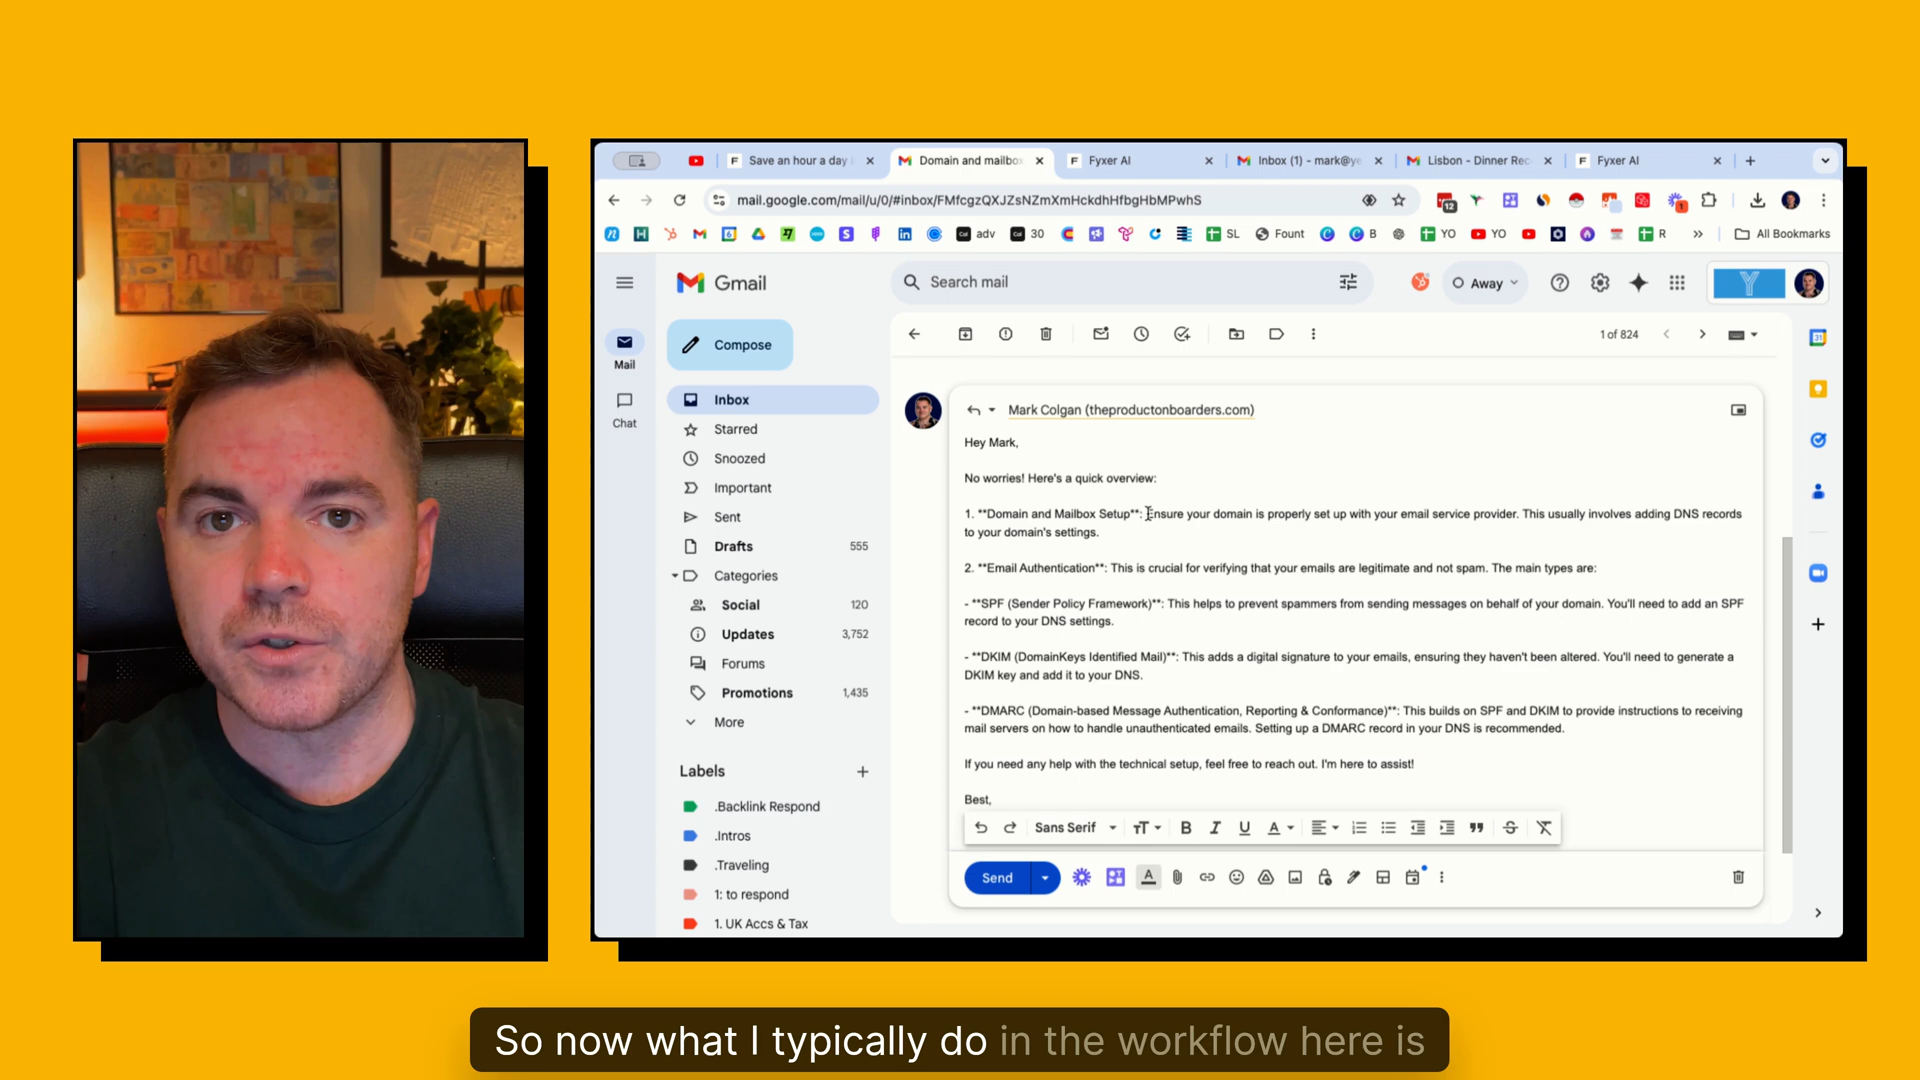 Save an hour a day
Domain and mailbox
Fyxer AI
Inbox (1) - mark@ye
Lisbon - Dinner Rec
Fyxer AI
mail.google.com/mail/u/0/#inbox/FMfcgzQXJZsNZmXmHckdhHfbgHbMPwhS
12
1
adv
30
SL
Fount
B
YO
YO
R
All Bookmarks
Gmail
Search mail
Away
Mail
Chat
Compose
1 of 824
Inbox
Starred
Snoozed
Important
Sent
Drafts 555
Categories
Social 120
Updates 3,752
Forums
Promotions 1,435
More
Labels
.Backlink Respond
.Intros
.Traveling
1: to respond
1. UK Accs & Tax
Mark Colgan (theproductonboarders.com)
Hey Mark,
No worries! Here's a quick overview:
1. **Domain and Mailbox Setup**: Ensure your domain is properly set up with your email service provider. This usually involves adding DNS records
to your domain's settings.
2. **Email Authentication**: This is crucial for verifying that your emails are legitimate and not spam. The main types are:
- **SPF (Sender Policy Framework)**: This helps to prevent spammers from sending messages on behalf of your domain. You'll need to add an SPF
record to your DNS settings.
- **DKIM (DomainKeys Identified Mail)**: This adds a digital signature to your emails, ensuring they haven't been altered. You'll need to generate a
DKIM key and add it to your DNS.
- **DMARC (Domain-based Message Authentication, Reporting & Conformance)**: This builds on SPF and DKIM to provide instructions to receiving
mail servers on how to handle unauthenticated emails. Setting up a DMARC record in your DNS is recommended.
If you need any help with the technical setup, feel free to reach out. I'm here to assist!
Best,
Sans Serif
Send
So now what I typically do in the workflow here is